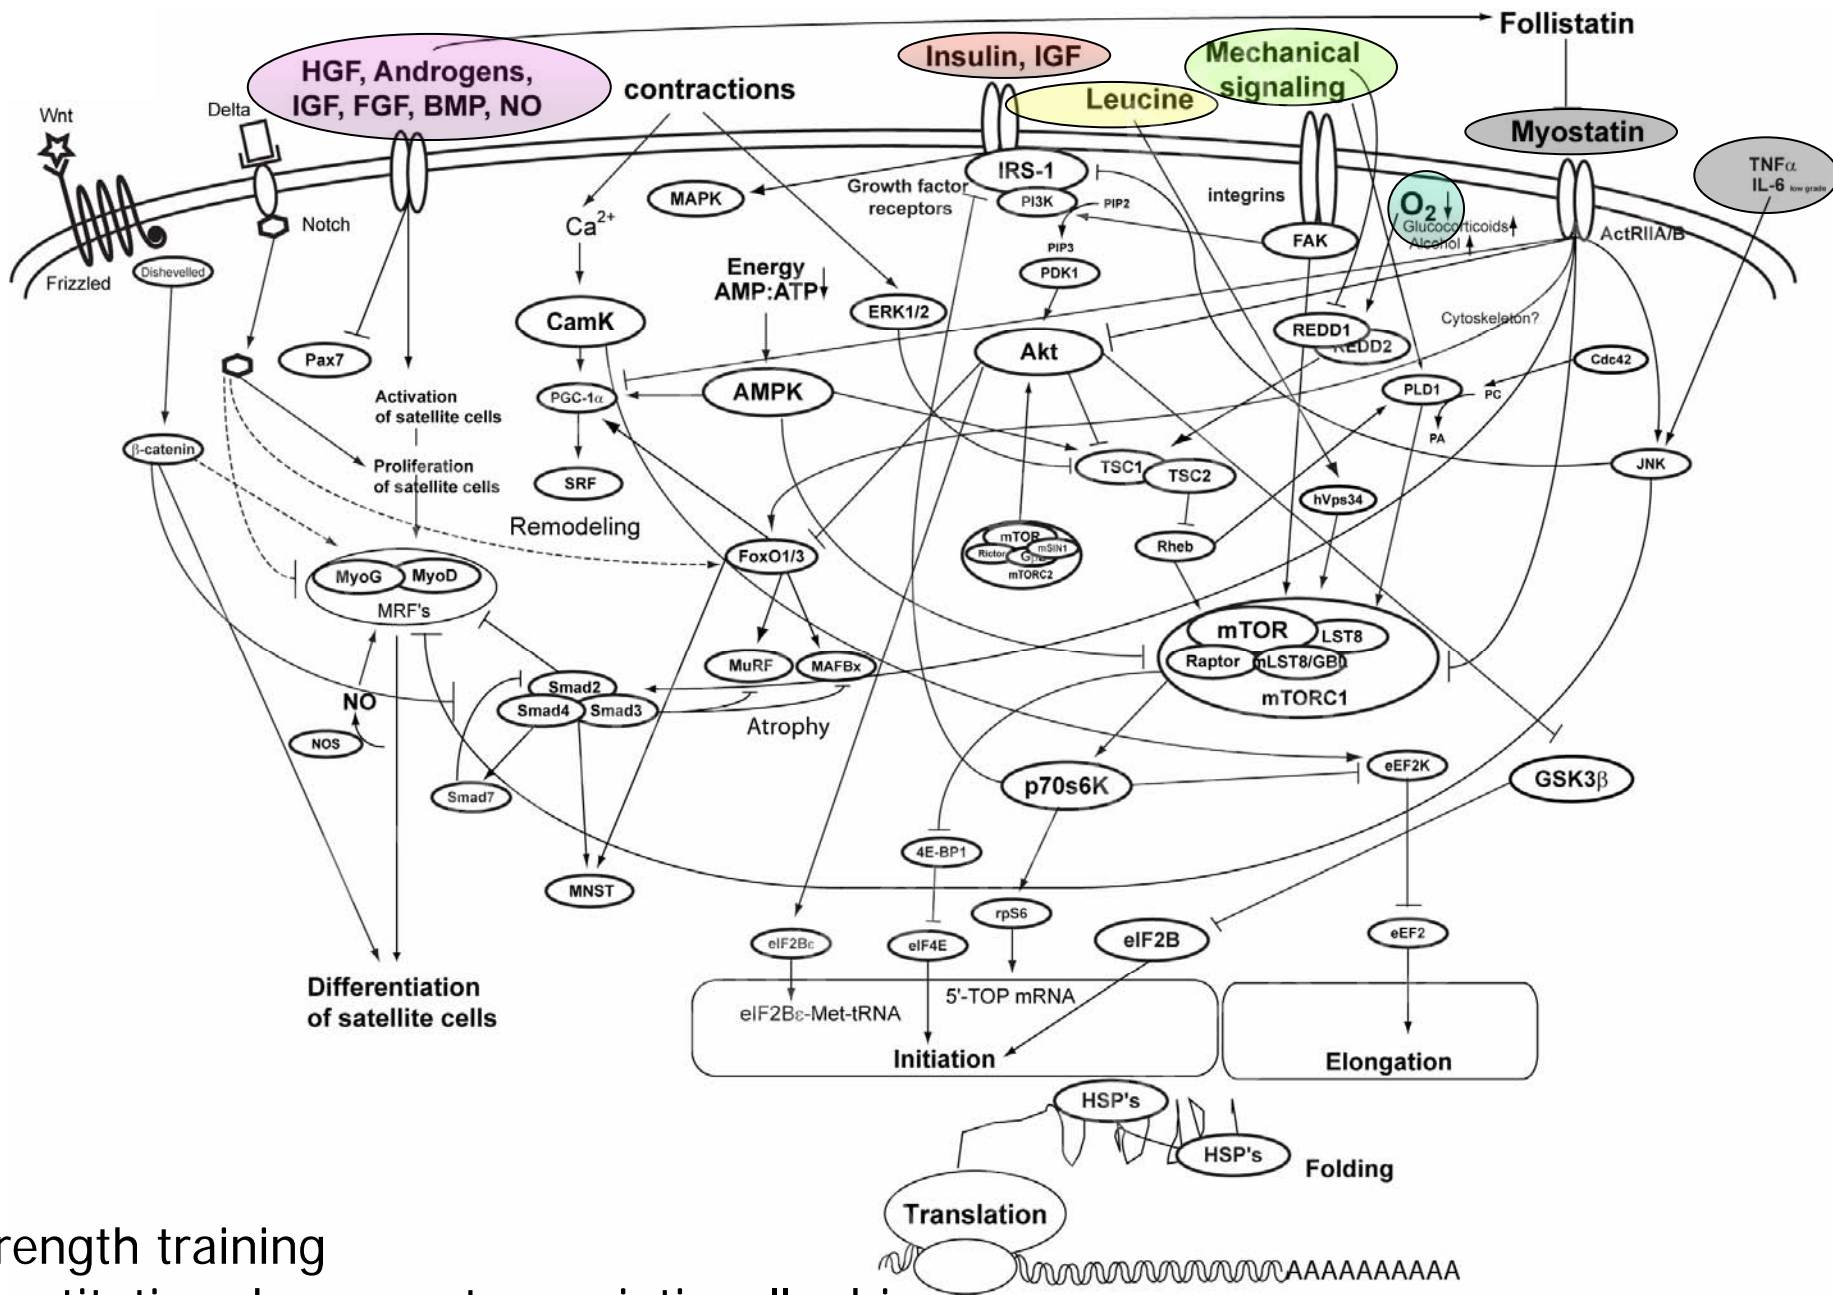 Follistatin
HGF, Androgens,
IGF, FGF, BMP, NO
Insulin, IGF
Mechanical
signaling
contractions
Leucine
Wnt
Delta
Myostatin
TNFα
IL-6 low grade
IRS-1
MAPK
Growth factor
receptors
PI3K
PIP2
integrins
O2
Glucocorticoids
Alcohol
ActRIIA/B
Ca2+
Notch
FAK
PIP3
Frizzled
Dishevelled
Energy
AMP:ATP
PDK1
ERK1/2
CamK
REDD1
REDD2
Cytoskeleton?
Pax7
Akt
Cdc42
PGC-1α
AMPK
PLD1
PC
Activation
of satellite cells
PA
β-catenin
Proliferation
of satellite cells
SRF
TSC1
TSC2
JNK
hVps34
Remodeling
mTOR
Rictor
mSIN1
mTORC2
Rheb
FoxO1/3
MyoG
MyoD
MRF's
mTOR
LST8
Raptor
mLST8/GBL
mTORC1
MuRF
MAFBx
Smad2
Smad4
Smad3
NO
Atrophy
NOS
p70s6K
eEF2K
GSK3β
Smad7
4E-BP1
MNST
rpS6
eIF2Bε
eIF4E
eIF2B
eEF2
Differentiation
of satellite cells
5'-TOP mRNA
eIF2Bε-Met-tRNA
Initiation
Elongation
HSP's
HSP's
Folding
Translation
AAAAAAAAAA
rength training